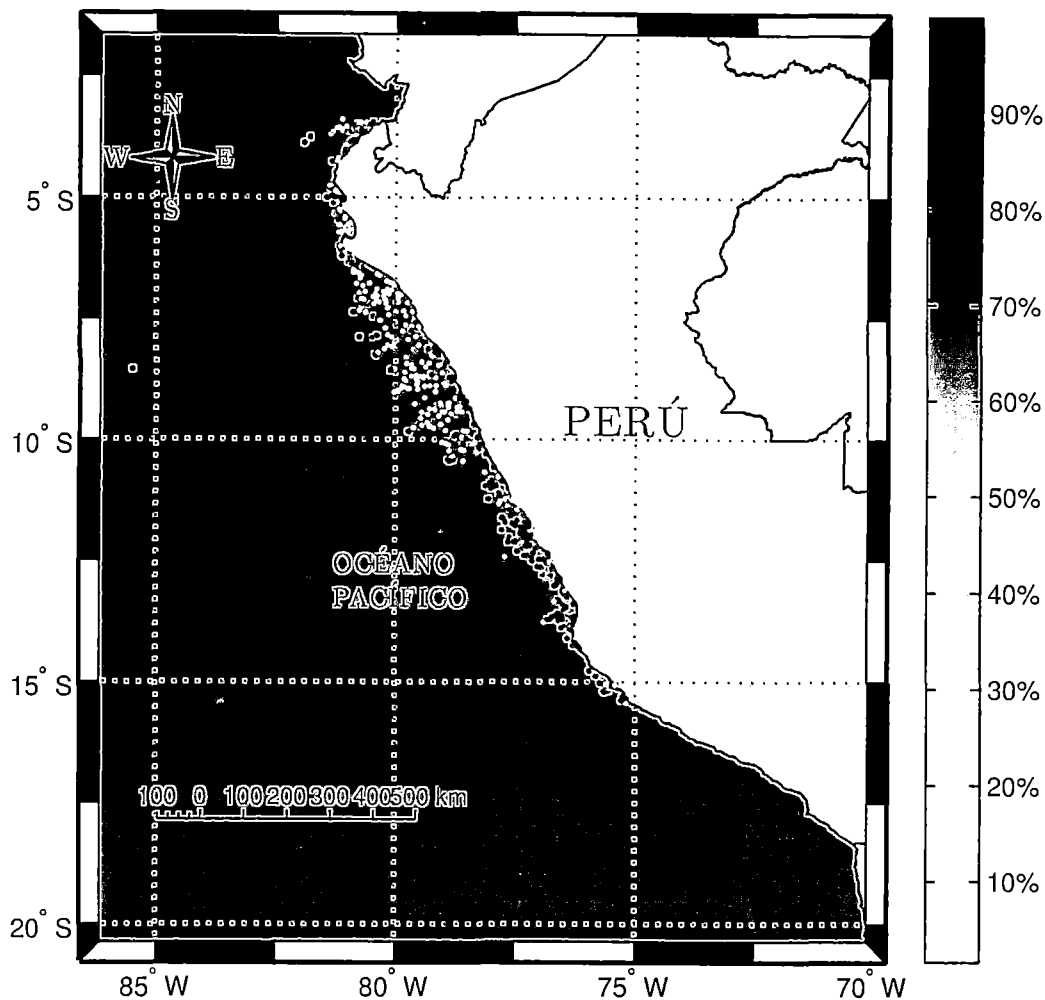 N
W E
S
5° S
10° S
15° S
20° S
PERÚ
OCÉANO
PACÍFICO
100 0 100 200 300 400 500 km
85° W 80° W 75° W 70° W
90%
80%
70%
60%
50%
40%
30%
20%
10%